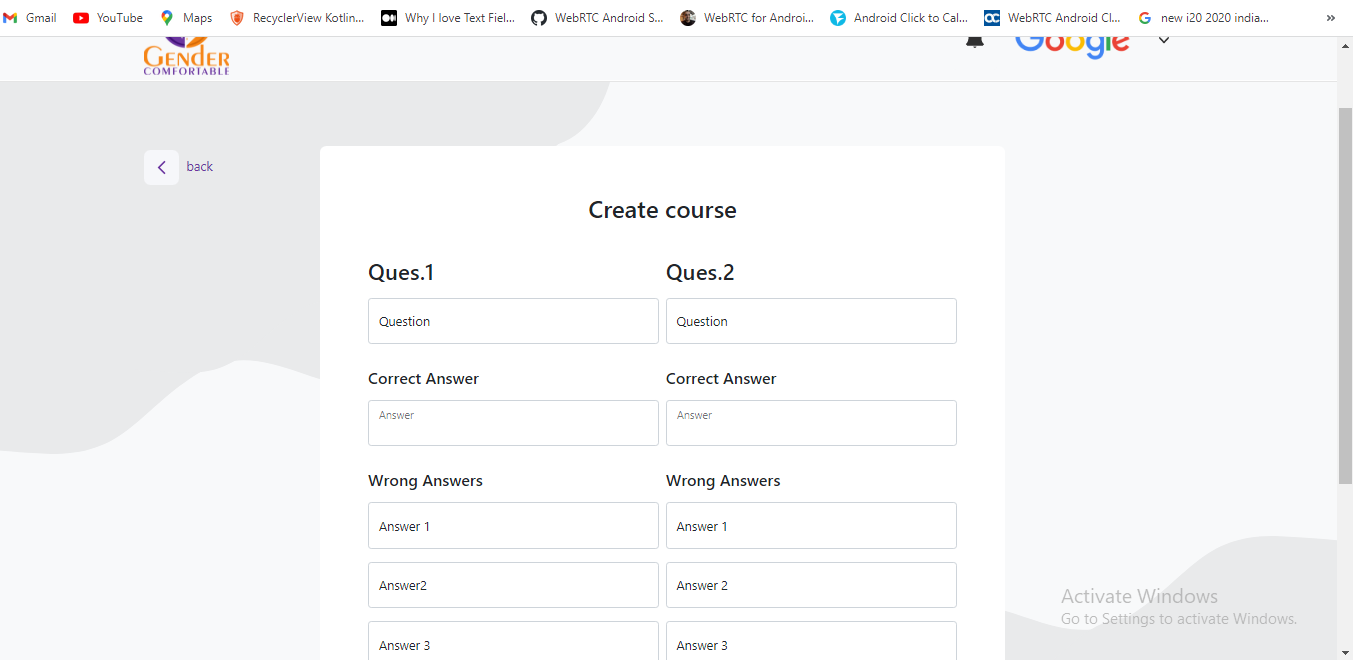 Gmail YouTube Maps RecyclerView Kotlin... Why I love Text Fiel... WebRTC Android S... WebRTC for Androi... Android Click to Cal... WebRTC Android Cl... new i20 2020 india... »
GENDER
COMFORTABLE
Google
back
Create course
Ques.1 Ques.2
Question Question
Correct Answer Correct Answer
Answer Answer
Wrong Answers Wrong Answers
Answer 1 Answer 1
Answer2 Answer 2
Answer 3 Answer 3
Activate Windows
Go to Settings to activate Windows.